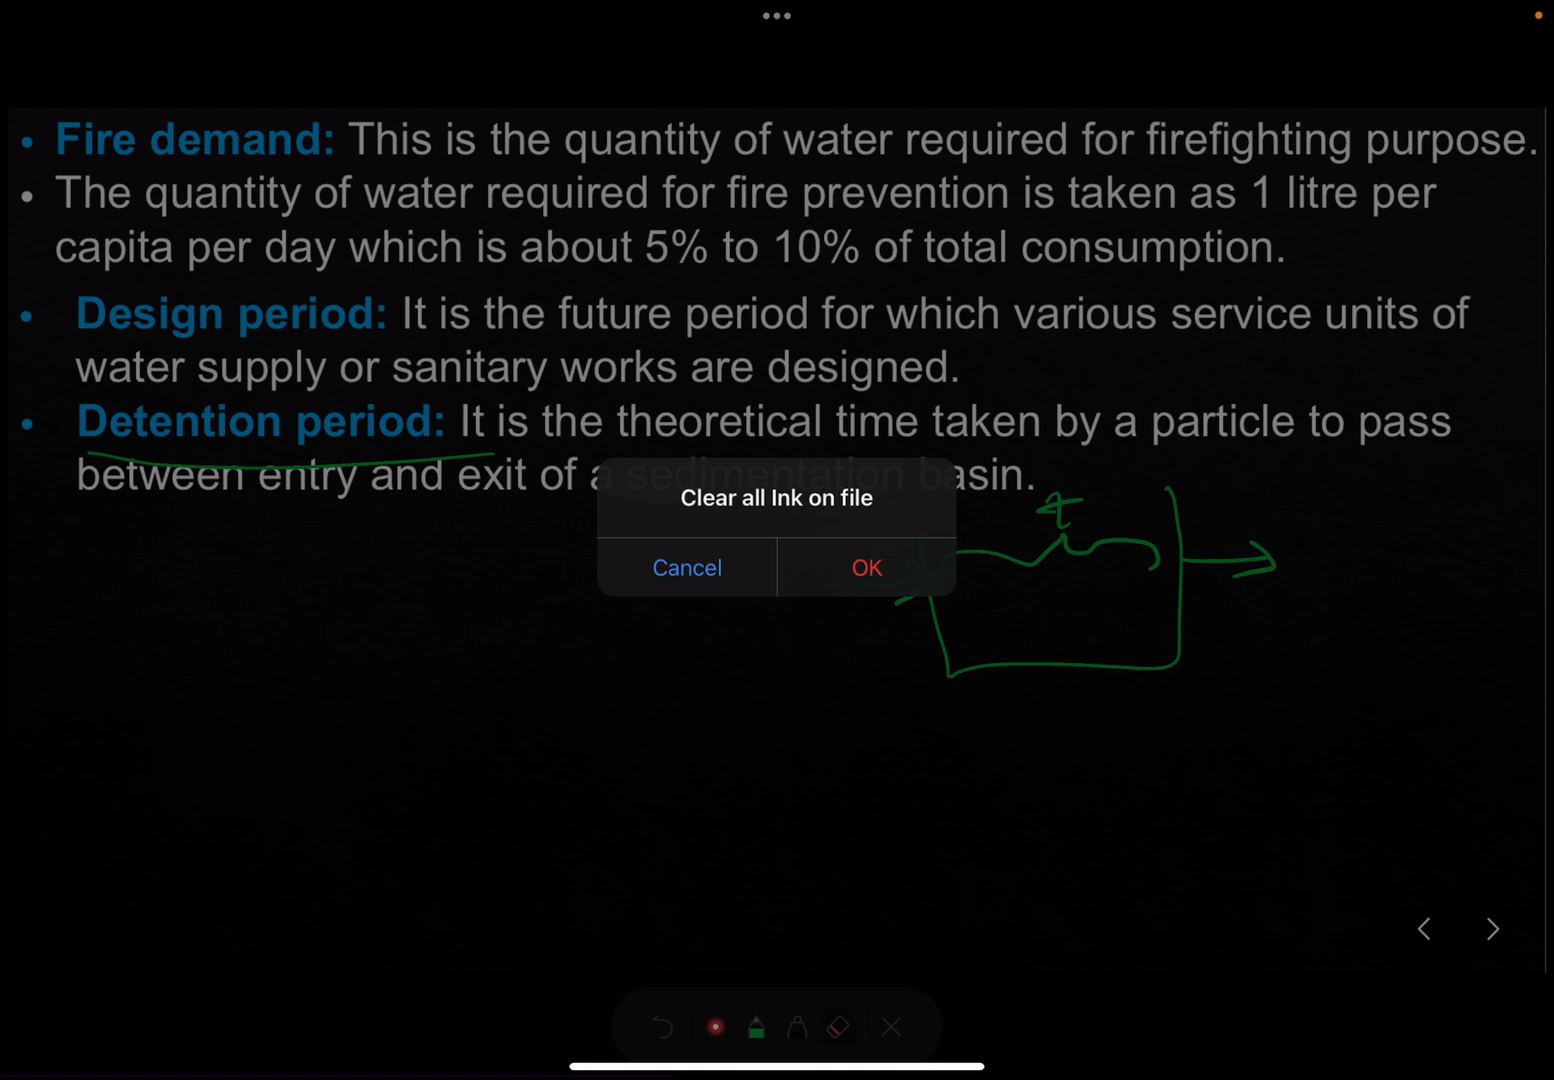 • Fire demand: This is the quantity of water required for firefighting purpose.
• The quantity of water required for fire prevention is taken as 1 litre per
capita per day which is about 5% to 10% of total consumption.
• Design period: It is the future period for which various service units of
water supply or sanitary works are designed.
• Detention period: It is the theoretical time taken by a particle to pass
between entry and exit of a sedimentation basin.
t
Clear all Ink on file
Cancel OK